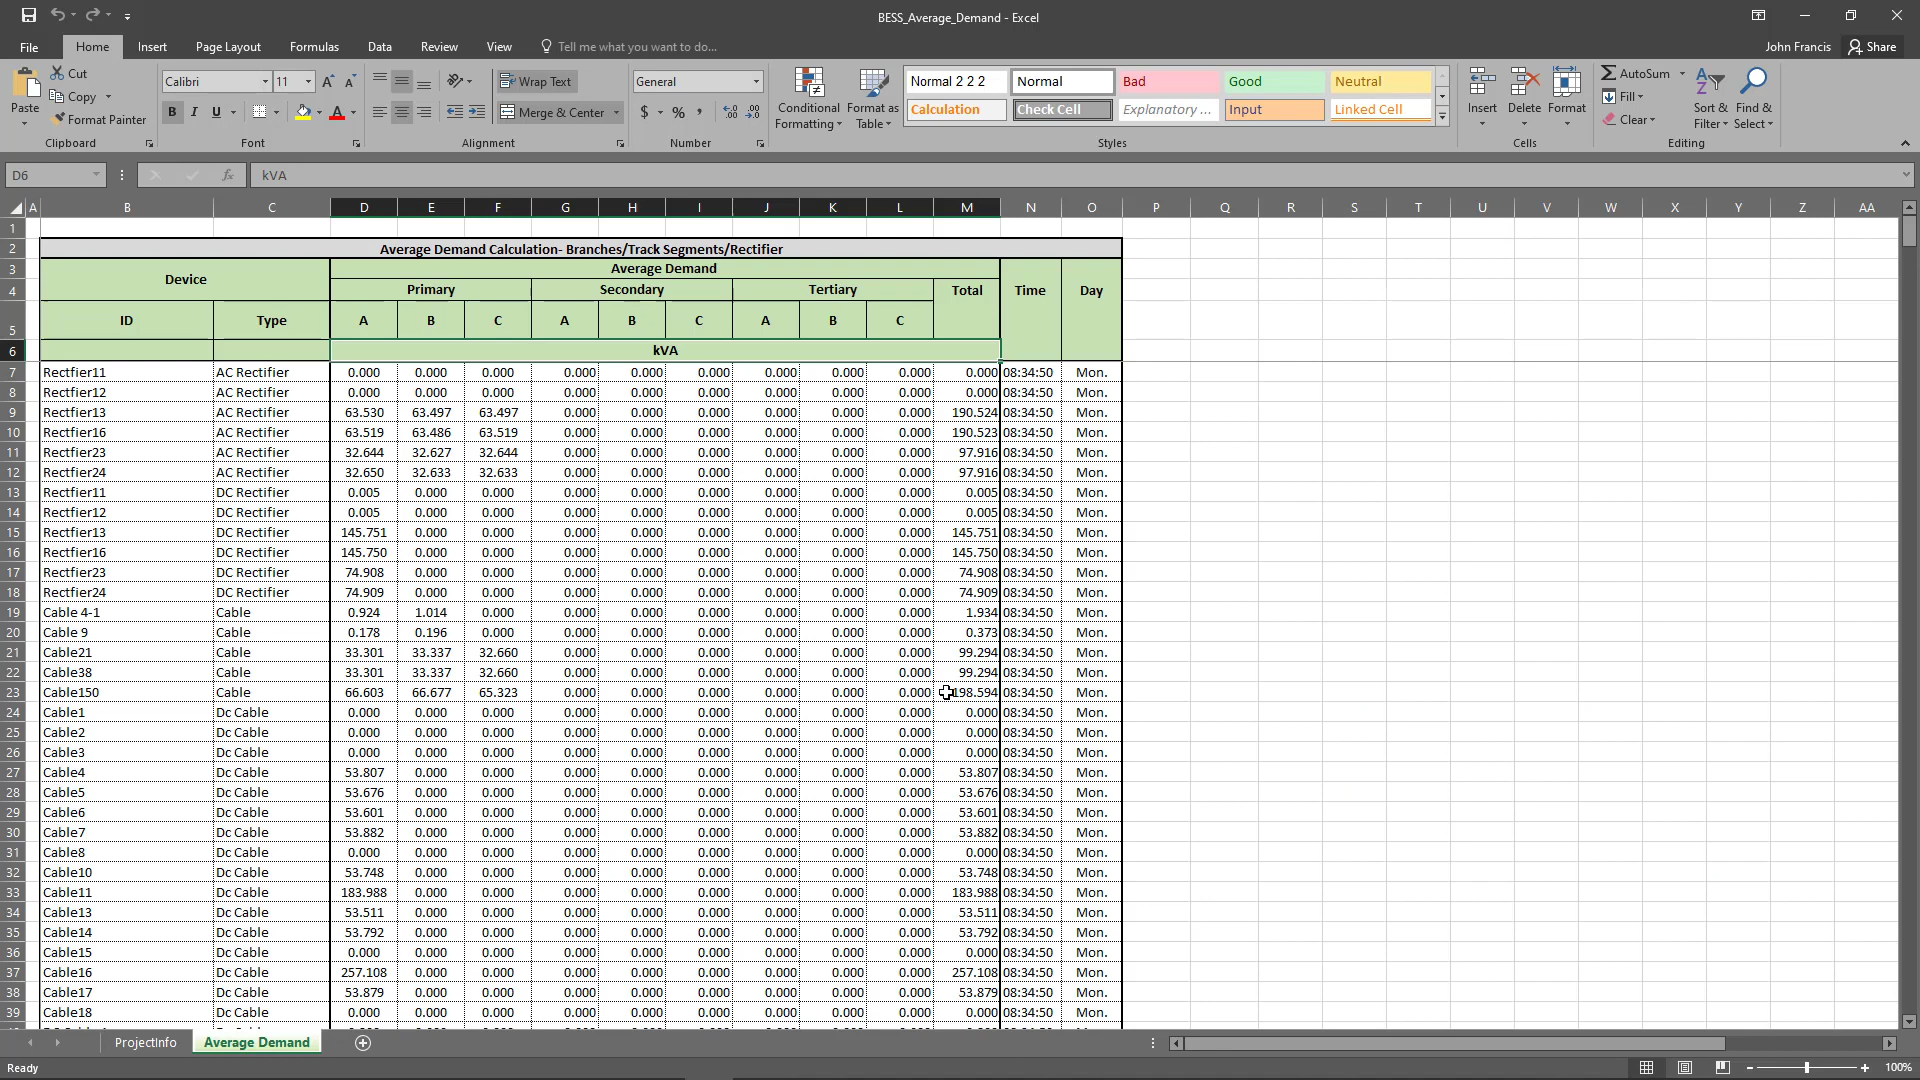 BESS_Average_Demand - Excel
File Home Insert Page Layout Formulas Data Review View Tell me what you want to do... John Francis Share
Paste Cut Copy Format Painter Clipboard
Calibri 11 B I U A Font
Wrap Text Merge & Center Alignment
General $ % , Number
Conditional Formatting Format as Table
Normal 2 2 2 Normal Bad Good Neutral
Calculation Check Cell Explanatory ... Input Linked Cell
Styles
Insert Delete Format Cells
AutoSum Fill Clear Sort & Filter Find & Select Editing
D6 fx kVA
A B C D E F G H I J K L M N O P Q R S T U V W X Y Z AA
1
2 Average Demand Calculation- Branches/Track Segments/Rectifier
3 Device Average Demand
4 Primary Secondary Tertiary Total Time Day
5 ID Type A B C A B C A B C
6 kVA
7 Rectfier11 AC Rectifier 0.000 0.000 0.000 0.000 0.000 0.000 0.000 0.000 0.000 0.000 08:34:50 Mon.
8 Rectfier12 AC Rectifier 0.000 0.000 0.000 0.000 0.000 0.000 0.000 0.000 0.000 0.000 08:34:50 Mon.
9 Rectfier13 AC Rectifier 63.530 63.497 63.497 0.000 0.000 0.000 0.000 0.000 0.000 190.524 08:34:50 Mon.
10 Rectfier16 AC Rectifier 63.519 63.486 63.519 0.000 0.000 0.000 0.000 0.000 0.000 190.523 08:34:50 Mon.
11 Rectfier23 AC Rectifier 32.644 32.627 32.644 0.000 0.000 0.000 0.000 0.000 0.000 97.916 08:34:50 Mon.
12 Rectfier24 AC Rectifier 32.650 32.633 32.633 0.000 0.000 0.000 0.000 0.000 0.000 97.916 08:34:50 Mon.
13 Rectfier11 DC Rectifier 0.005 0.000 0.000 0.000 0.000 0.000 0.000 0.000 0.000 0.005 08:34:50 Mon.
14 Rectfier12 DC Rectifier 0.005 0.000 0.000 0.000 0.000 0.000 0.000 0.000 0.000 0.005 08:34:50 Mon.
15 Rectfier13 DC Rectifier 145.751 0.000 0.000 0.000 0.000 0.000 0.000 0.000 0.000 145.751 08:34:50 Mon.
16 Rectfier16 DC Rectifier 145.750 0.000 0.000 0.000 0.000 0.000 0.000 0.000 0.000 145.750 08:34:50 Mon.
17 Rectfier23 DC Rectifier 74.908 0.000 0.000 0.000 0.000 0.000 0.000 0.000 0.000 74.908 08:34:50 Mon.
18 Rectfier24 DC Rectifier 74.909 0.000 0.000 0.000 0.000 0.000 0.000 0.000 0.000 74.909 08:34:50 Mon.
19 Cable 4-1 Cable 0.924 1.014 0.000 0.000 0.000 0.000 0.000 0.000 0.000 1.934 08:34:50 Mon.
20 Cable 9 Cable 0.178 0.196 0.000 0.000 0.000 0.000 0.000 0.000 0.000 0.373 08:34:50 Mon.
21 Cable21 Cable 33.301 33.337 32.660 0.000 0.000 0.000 0.000 0.000 0.000 99.294 08:34:50 Mon.
22 Cable38 Cable 33.301 33.337 32.660 0.000 0.000 0.000 0.000 0.000 0.000 99.294 08:34:50 Mon.
23 Cable150 Cable 66.663 66.677 65.323 0.000 0.000 0.000 0.000 0.000 0.000 198.594 08:34:50 Mon.
24 Cable1 Dc Cable 0.000 0.000 0.000 0.000 0.000 0.000 0.000 0.000 0.000 0.000 08:34:50 Mon.
25 Cable2 Dc Cable 0.000 0.000 0.000 0.000 0.000 0.000 0.000 0.000 0.000 0.000 08:34:50 Mon.
26 Cable3 Dc Cable 0.000 0.000 0.000 0.000 0.000 0.000 0.000 0.000 0.000 0.000 08:34:50 Mon.
27 Cable4 Dc Cable 53.807 0.000 0.000 0.000 0.000 0.000 0.000 0.000 0.000 53.807 08:34:50 Mon.
28 Cable5 Dc Cable 53.676 0.000 0.000 0.000 0.000 0.000 0.000 0.000 0.000 53.676 08:34:50 Mon.
29 Cable6 Dc Cable 53.601 0.000 0.000 0.000 0.000 0.000 0.000 0.000 0.000 53.601 08:34:50 Mon.
30 Cable7 Dc Cable 53.882 0.000 0.000 0.000 0.000 0.000 0.000 0.000 0.000 53.882 08:34:50 Mon.
31 Cable8 Dc Cable 0.000 0.000 0.000 0.000 0.000 0.000 0.000 0.000 0.000 0.000 08:34:50 Mon.
32 Cable10 Dc Cable 53.748 0.000 0.000 0.000 0.000 0.000 0.000 0.000 0.000 53.748 08:34:50 Mon.
33 Cable11 Dc Cable 183.988 0.000 0.000 0.000 0.000 0.000 0.000 0.000 0.000 183.988 08:34:50 Mon.
34 Cable13 Dc Cable 53.511 0.000 0.000 0.000 0.000 0.000 0.000 0.000 0.000 53.511 08:34:50 Mon.
35 Cable14 Dc Cable 53.792 0.000 0.000 0.000 0.000 0.000 0.000 0.000 0.000 53.792 08:34:50 Mon.
36 Cable15 Dc Cable 0.000 0.000 0.000 0.000 0.000 0.000 0.000 0.000 0.000 0.000 08:34:50 Mon.
37 Cable16 Dc Cable 257.108 0.000 0.000 0.000 0.000 0.000 0.000 0.000 0.000 257.108 08:34:50 Mon.
38 Cable17 Dc Cable 53.879 0.000 0.000 0.000 0.000 0.000 0.000 0.000 0.000 53.879 08:34:50 Mon.
39 Cable18 Dc Cable 0.000 0.000 0.000 0.000 0.000 0.000 0.000 0.000 0.000 0.000 08:34:50 Mon.
ProjectInfo Average Demand
Ready 100%